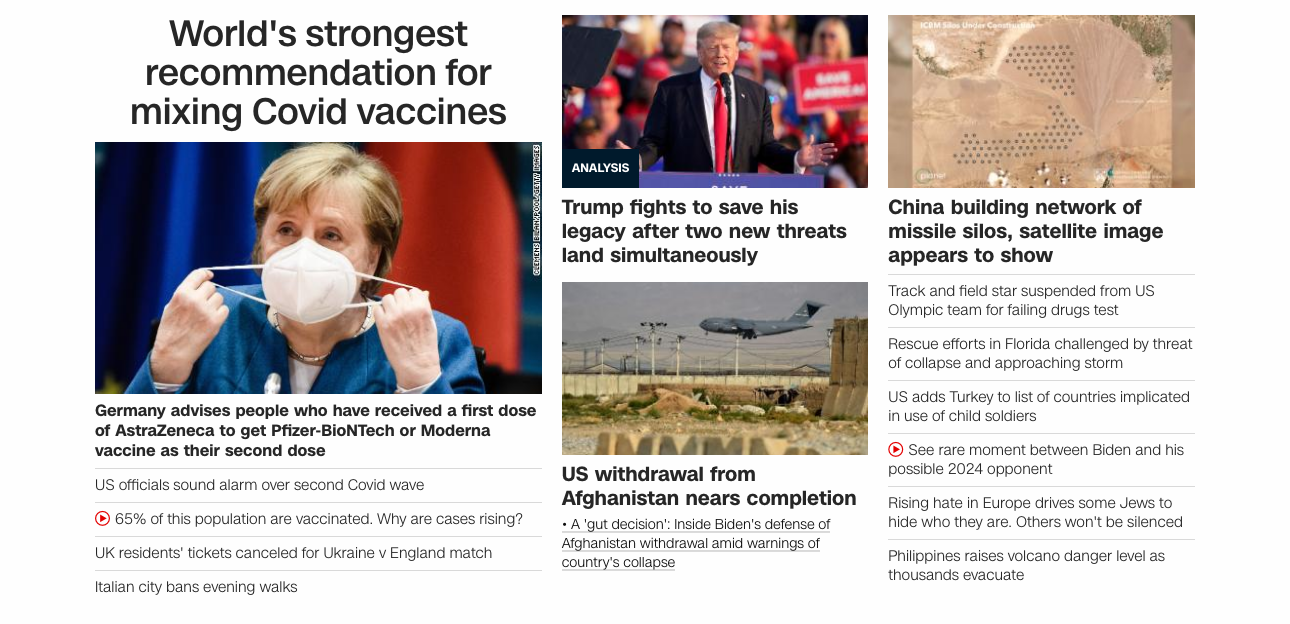 World's strongest
recommendation for
mixing Covid vaccines
CLEMENS BILAN/POOL/GETTY IMAGES
Germany advises people who have received a first dose
of AstraZeneca to get Pfizer-BioNTech or Moderna
vaccine as their second dose
US officials sound alarm over second Covid wave
65% of this population are vaccinated. Why are cases rising?
UK residents' tickets canceled for Ukraine v England match
Italian city bans evening walks
SAVE
AMERICA!
ANALYSIS
SAVE
Trump fights to save his
legacy after two new threats
land simultaneously
US withdrawal from
Afghanistan nears completion
• A 'gut decision': Inside Biden's defense of
Afghanistan withdrawal amid warnings of
country's collapse
ICBM Silos Under Construction
planet
China building network of
missile silos, satellite image
appears to show
Track and field star suspended from US
Olympic team for failing drugs test
Rescue efforts in Florida challenged by threat
of collapse and approaching storm
US adds Turkey to list of countries implicated
in use of child soldiers
See rare moment between Biden and his
possible 2024 opponent
Rising hate in Europe drives some Jews to
hide who they are. Others won't be silenced
Philippines raises volcano danger level as
thousands evacuate